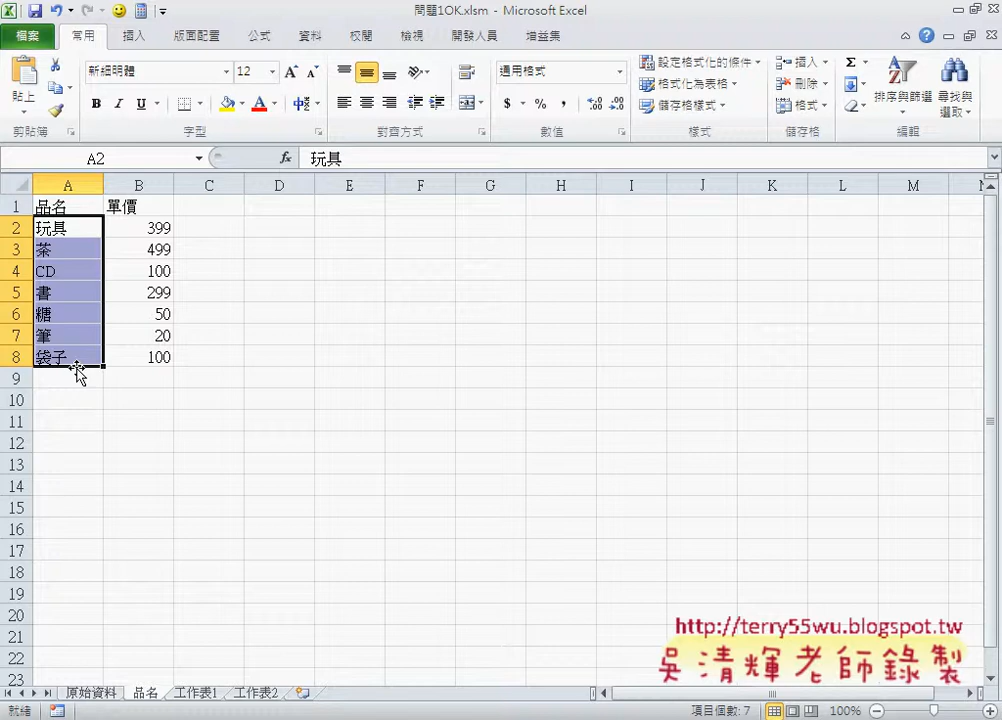 問題1OK.xlsm - Microsoft Excel
檔案 常用 插入 版面配置 公式 資料 校閱 檢視 開發人員 增益集
貼上 新細明體 12 通用格式 設定格式化的條件 插入 Σ
B I U $ % , 格式化為表格 刪除 排序與篩選 尋找與選取
儲存格樣式 格式
剪貼簿 字型 對齊方式 數值 樣式 儲存格 編輯
A2 fx 玩具
A B C D E F G H I J K L M
1 品名 單價
2 玩具 399
3 茶 499
4 CD 100
5 書 299
6 糖 50
7 筆 20
8 袋子 100
9
10
11
12
13
14
15
16
17
18
19
20
21
22
23
http://terry55wu.blogspot.tw
吳清輝老師錄製
原始資料 品名 工作表1 工作表2
就緒 項目個數: 7 100%